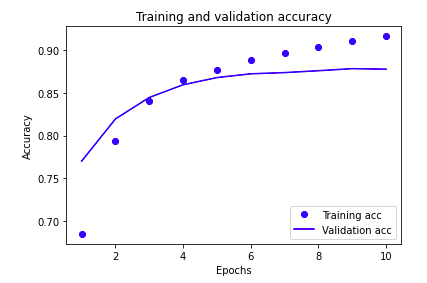 Training and validation accuracy
Accuracy
0.90
0.85
0.80
0.75
0.70
Training acc
Validation acc
2 4 6 8 10
Epochs